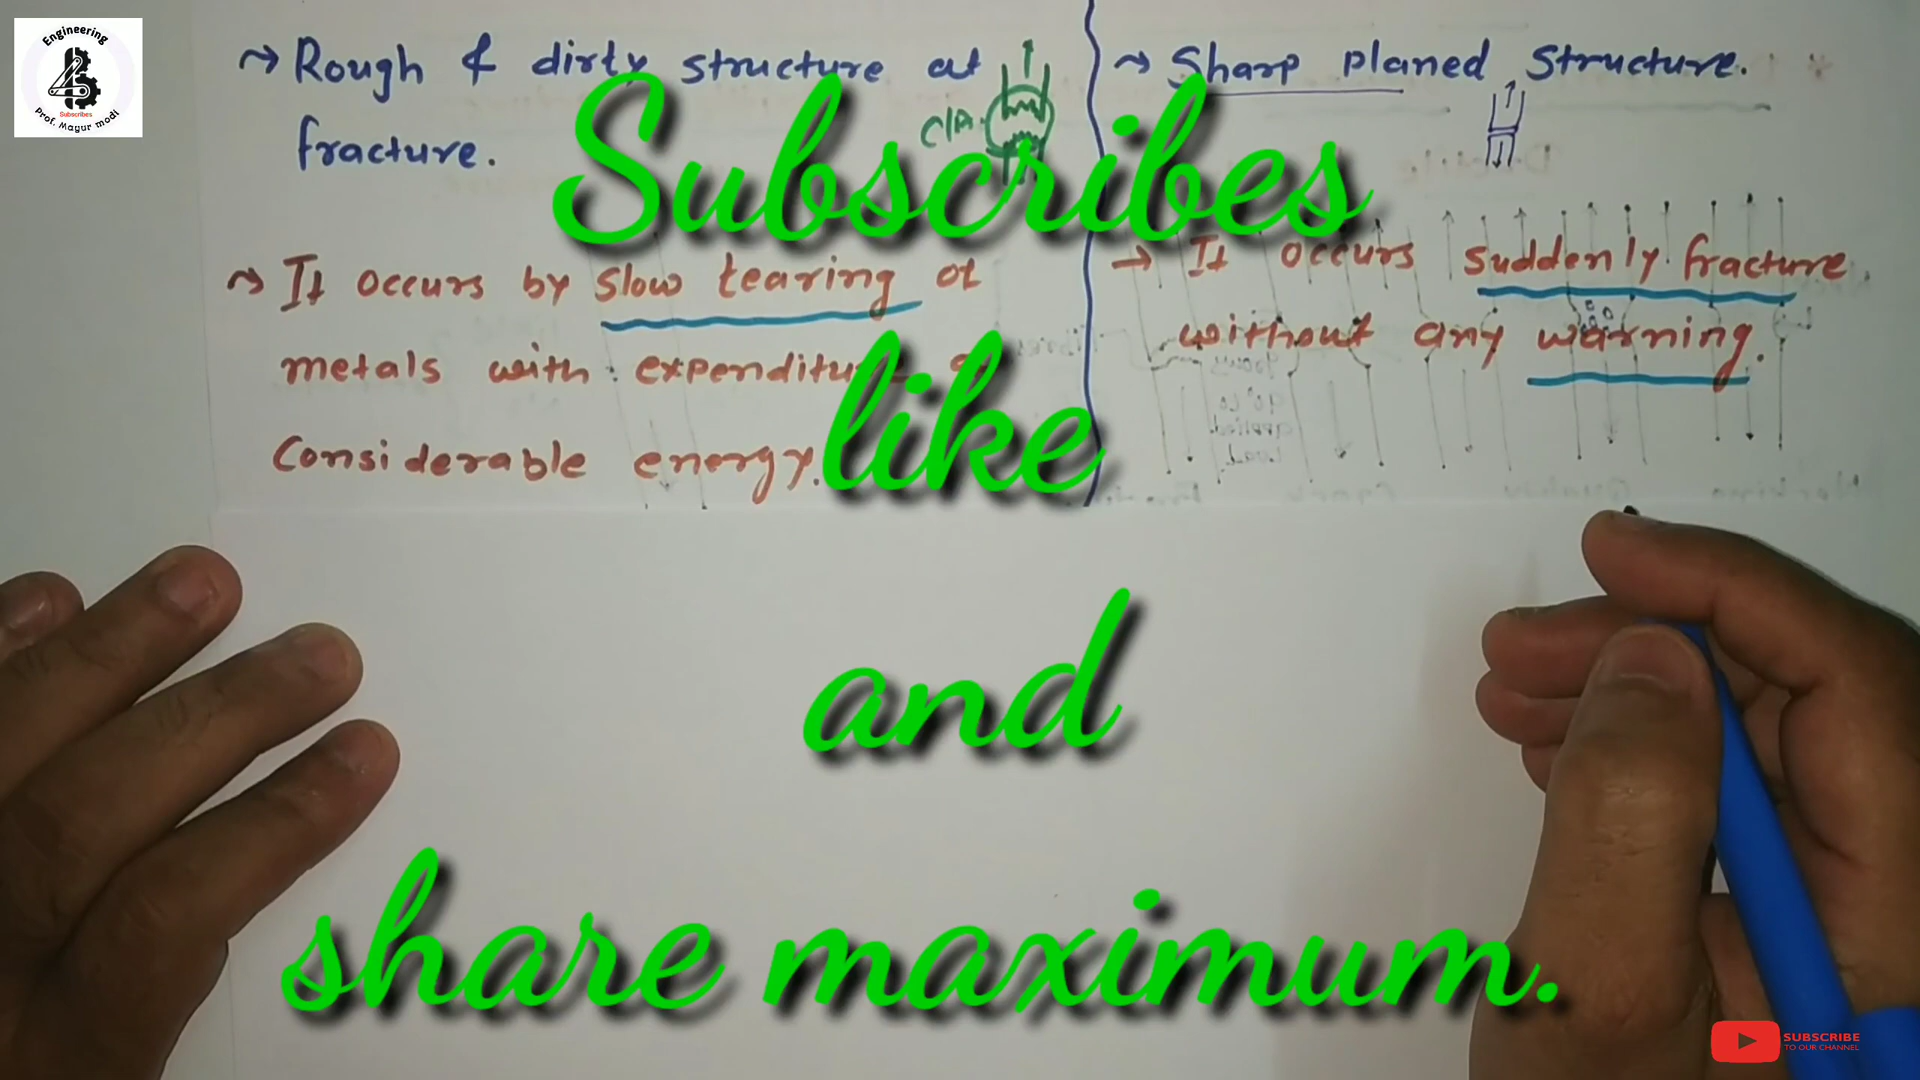 Engineering
Subscribes
Prof. Mayur modi
~ Rough & dirty structure at
fracture.
C/A.
~ It occurs by slow tearing of
metals with expenditu
Considerable energy.
~ Sharp planed structure.
→ It occurs suddenly fracture
without any warning.
Subscribes
like
and
share maximum.
SUBSCRIBE
TO OUR CHANNEL